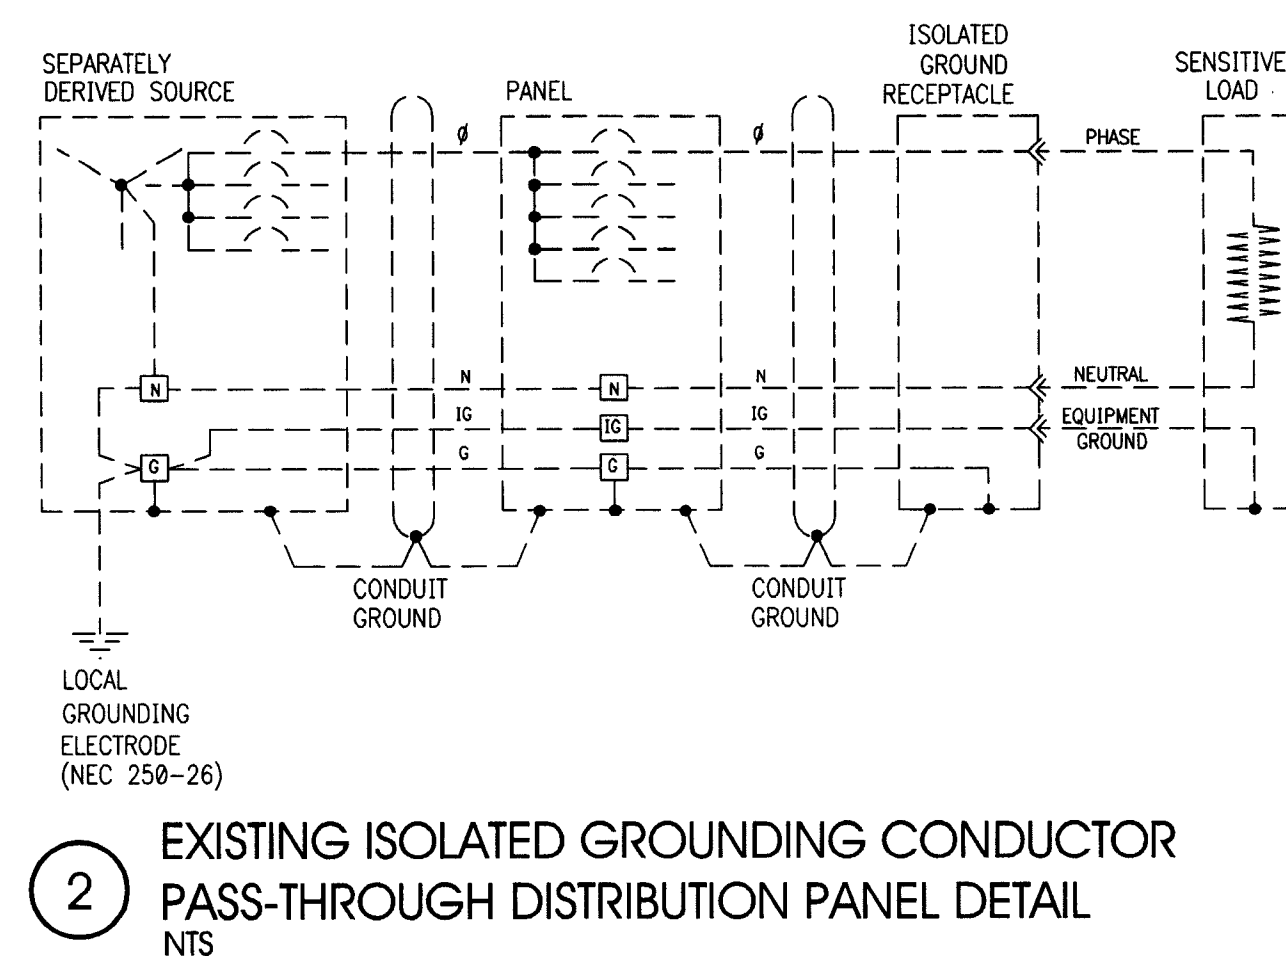 SEPARATELY
DERIVED SOURCE
PANEL
ISOLATED
GROUND
RECEPTACLE
SENSITIVE
LOAD
Ø
Ø
PHASE
N
N
N
N
NEUTRAL
IG
IG
IG
EQUIPMENT
GROUND
G
G
G
G
CONDUIT
GROUND
CONDUIT
GROUND
LOCAL
GROUNDING
ELECTRODE
(NEC 250-26)
2
EXISTING ISOLATED GROUNDING CONDUCTOR
PASS-THROUGH DISTRIBUTION PANEL DETAIL
NTS